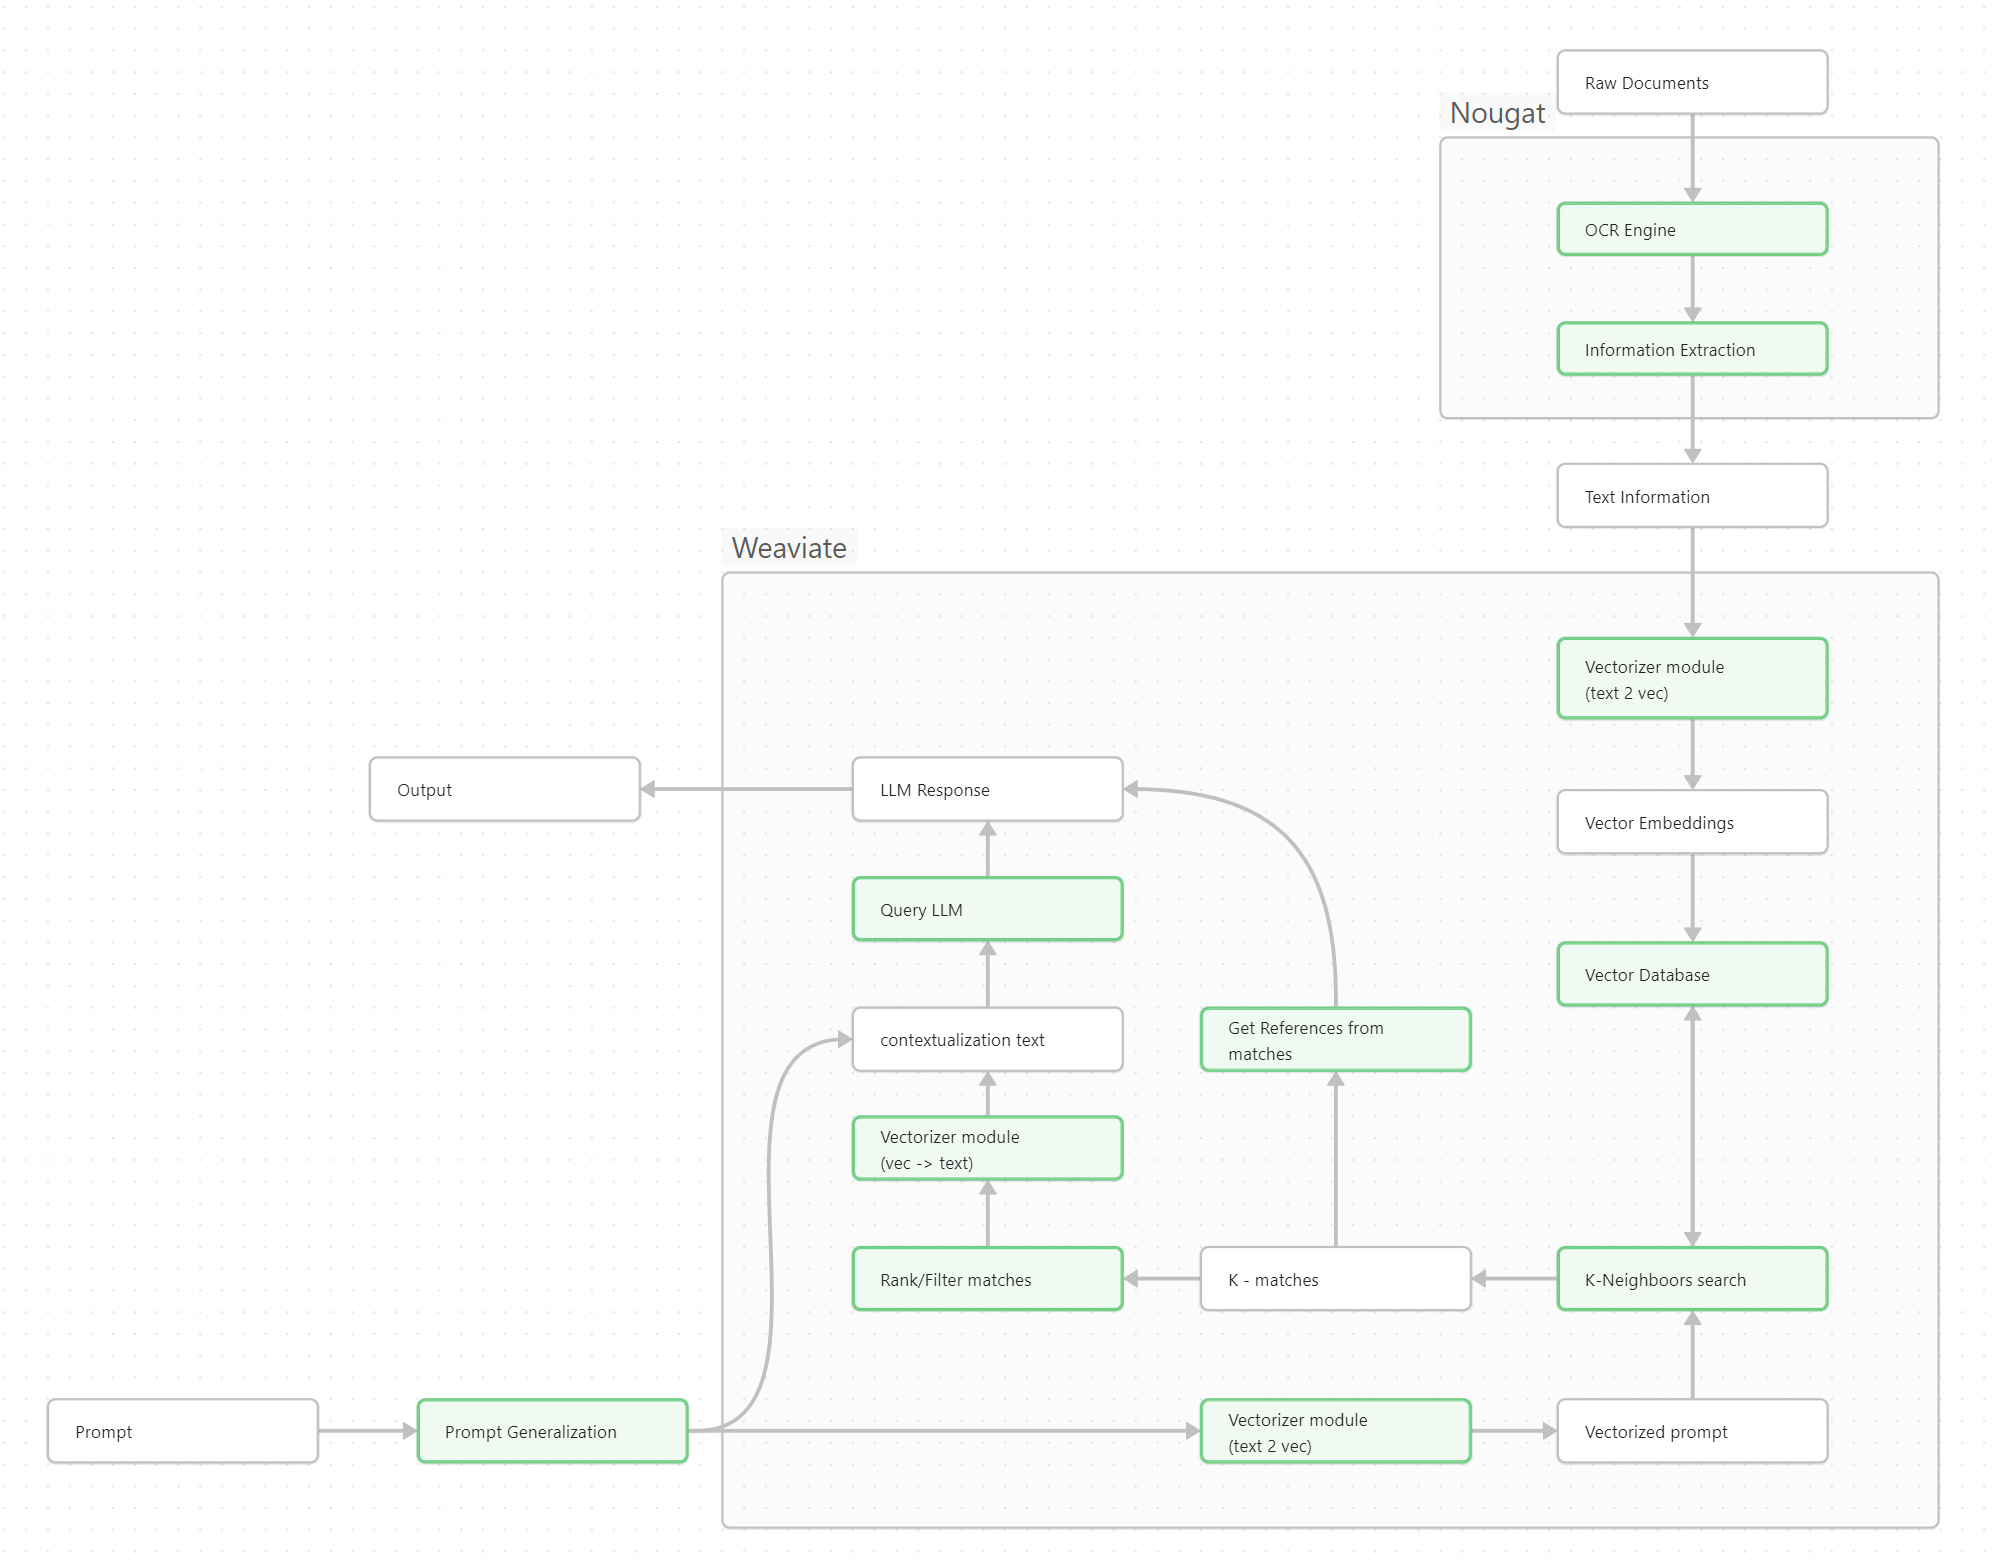 Raw Documents
Nougat
OCR Engine
Information Extraction
Text Information
Weaviate
Vectorizer module
(text 2 vec)
Output
LLM Response
Vector Embeddings
Query LLM
Vector Database
contextualization text
Get References from
matches
Vectorizer module
(vec -> text)
Rank/Filter matches
K - matches
K-Neighboors search
Prompt
Prompt Generalization
Vectorizer module
(text 2 vec)
Vectorized prompt